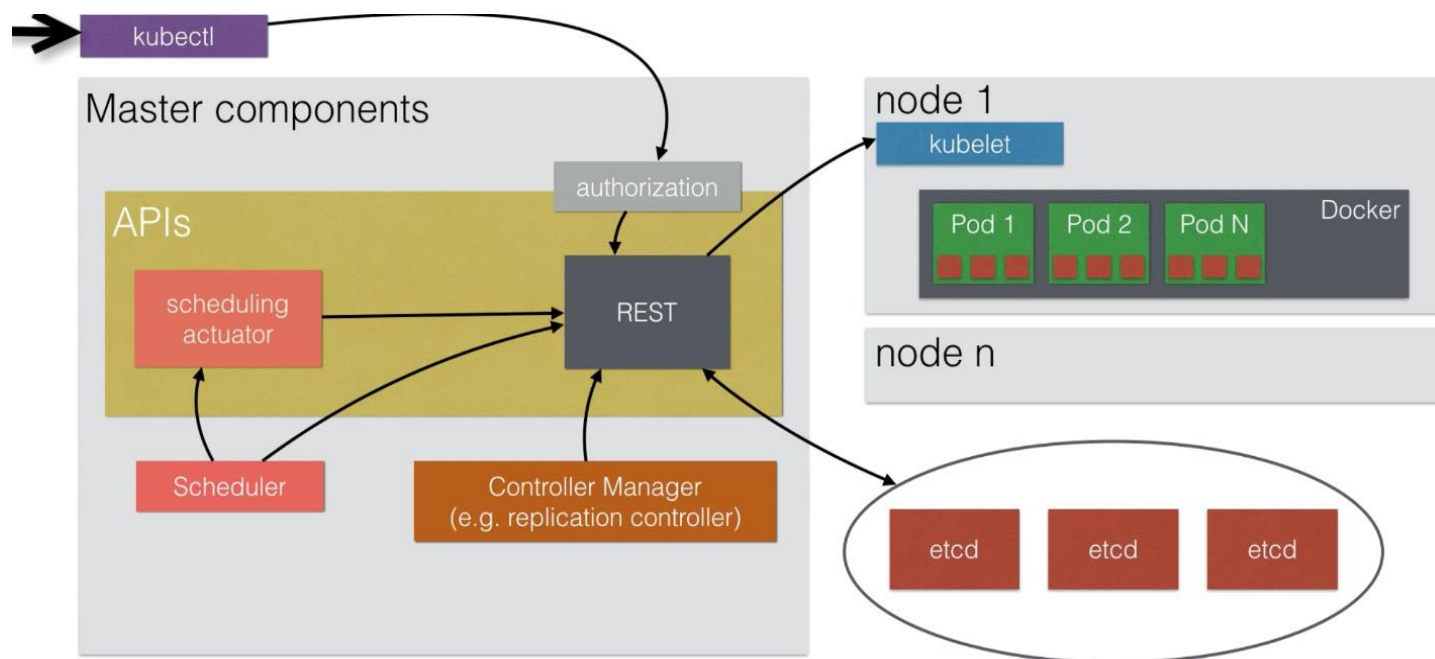 kubectl
Master components
authorization
APIs
scheduling
actuator
REST
Scheduler
Controller Manager
(e.g. replication controller)
node 1
kubelet
Docker
Pod 1
Pod 2
Pod N
node n
etcd
etcd
etcd